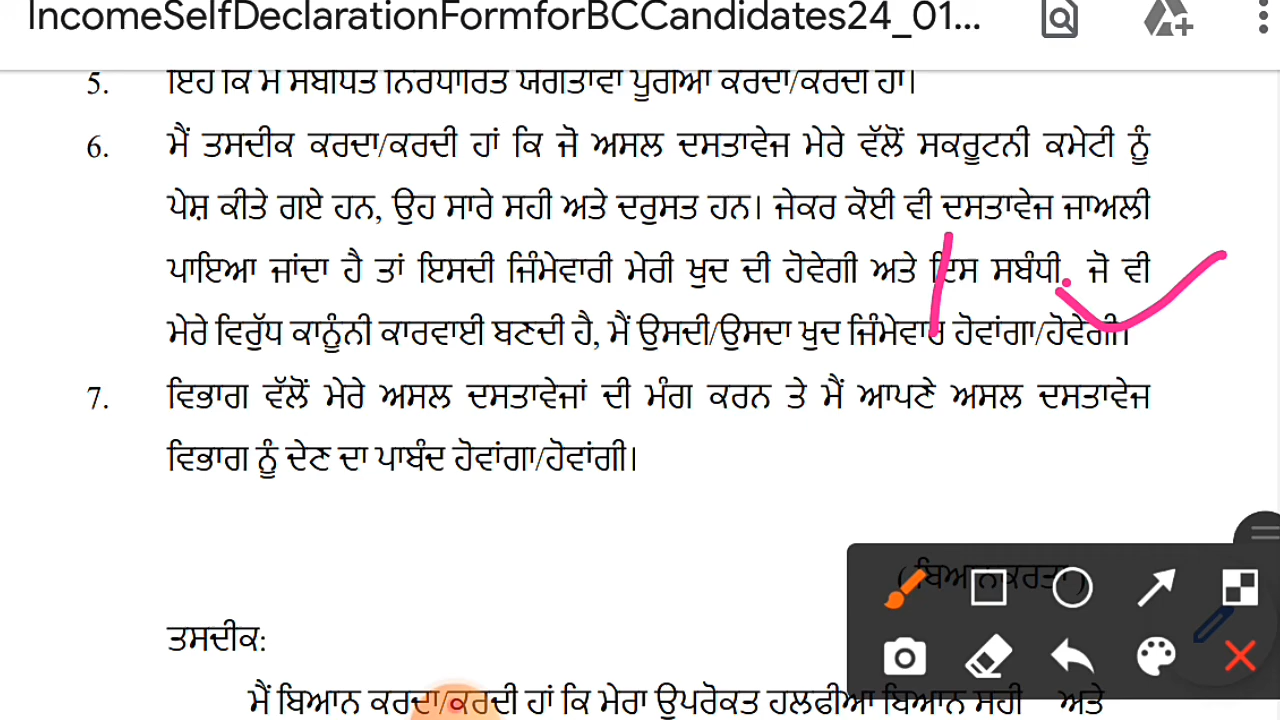 IncomeSelfDeclarationFormforBCCandidates24_01...
5. ਇਹ ਕਿ ਮੈਂ ਸਬੰਧਿਤ ਨਿਰਧਾਰਿਤ ਯੋਗਤਾਵਾਂ ਪੂਰੀਆਂ ਕਰਦਾ/ਕਰਦੀ ਹਾਂ।
6. ਮੈਂ ਤਸਦੀਕ ਕਰਦਾ/ਕਰਦੀ ਹਾਂ ਕਿ ਜੋ ਅਸਲ ਦਸਤਾਵੇਜ ਮੇਰੇ ਵੱਲੋਂ ਸਕਰੂਟਨੀ ਕਮੇਟੀ ਨੂੰ
ਪੇਸ਼ ਕੀਤੇ ਗਏ ਹਨ, ਉਹ ਸਾਰੇ ਸਹੀ ਅਤੇ ਦਰੁਸਤ ਹਨ। ਜੇਕਰ ਕੋਈ ਵੀ ਦਸਤਾਵੇਜ ਜਾਅਲੀ
ਪਾਇਆ ਜਾਂਦਾ ਹੈ ਤਾਂ ਇਸਦੀ ਜਿੰਮੇਵਾਰੀ ਮੇਰੀ ਖੁਦ ਦੀ ਹੋਵੇਗੀ ਅਤੇ ਇਸ ਸਬੰਧੀ ਜੋ ਵੀ
ਮੇਰੇ ਵਿਰੁੱਧ ਕਾਨੂੰਨੀ ਕਾਰਵਾਈ ਬਣਦੀ ਹੈ, ਮੈਂ ਉਸਦੀ/ਉਸਦਾ ਖੁਦ ਜਿੰਮੇਵਾਰ ਹੋਵਾਂਗਾ/ਹੋਵੇਗੀ।
7. ਵਿਭਾਗ ਵੱਲੋਂ ਮੇਰੇ ਅਸਲ ਦਸਤਾਵੇਜਾਂ ਦੀ ਮੰਗ ਕਰਨ ਤੇ ਮੈਂ ਆਪਣੇ ਅਸਲ ਦਸਤਾਵੇਜ
ਵਿਭਾਗ ਨੂੰ ਦੇਣ ਦਾ ਪਾਬੰਦ ਹੋਵਾਂਗਾ/ਹੋਵਾਂਗੀ।
( ਬਿਆਨਕਰਤਾ )
ਤਸਦੀਕ:
ਮੈਂ ਬਿਆਨ ਕਰਦਾ/ਕਰਦੀ ਹਾਂ ਕਿ ਮੇਰਾ ਉਪਰੋਕਤ ਹਲਫੀਆ ਬਿਆਨ ਸਹੀ ਅਤੇ